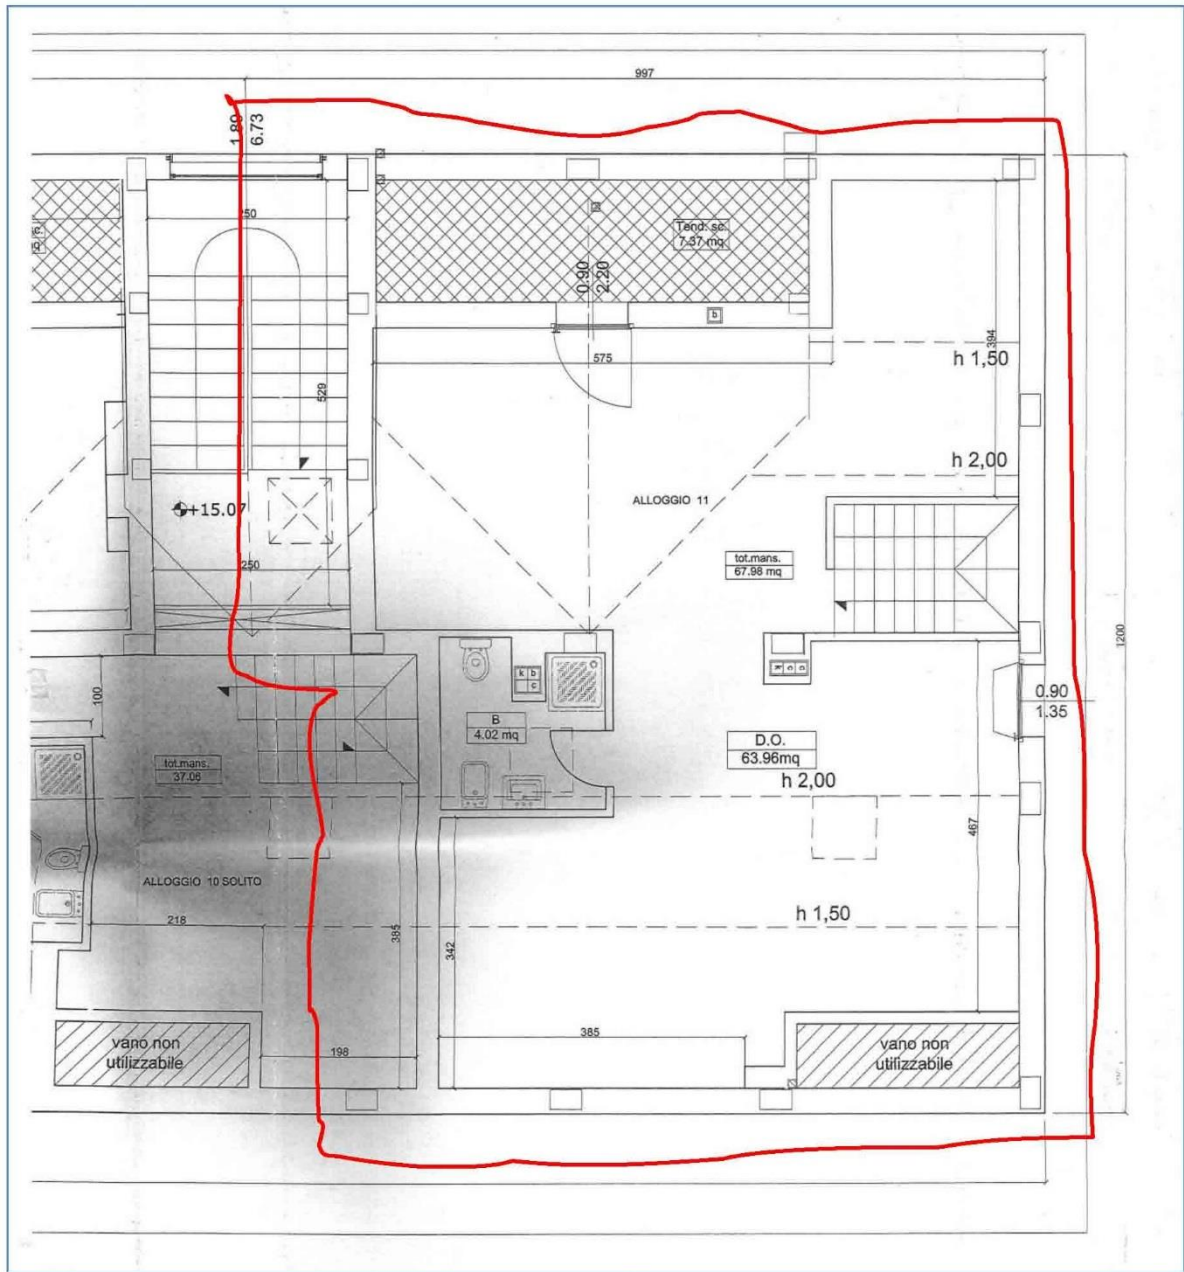 997
1.80
6.73
250
Tend. sc.
7.37 mq
0.90
2.20
b
575
394
h 1,50
529
h 2,00
ALLOGGIO 11
+15.07
tot.mans.
67.98 mq
250
1200
100
k b
c
B
4.02 mq
0.90
1.35
D.O.
63.96mq
tot.mans.
37.06
h 2,00
467
ALLOGGIO 10 SOLITO
218
385
342
h 1,50
385
198
vano non
utilizzabile
vano non
utilizzabile